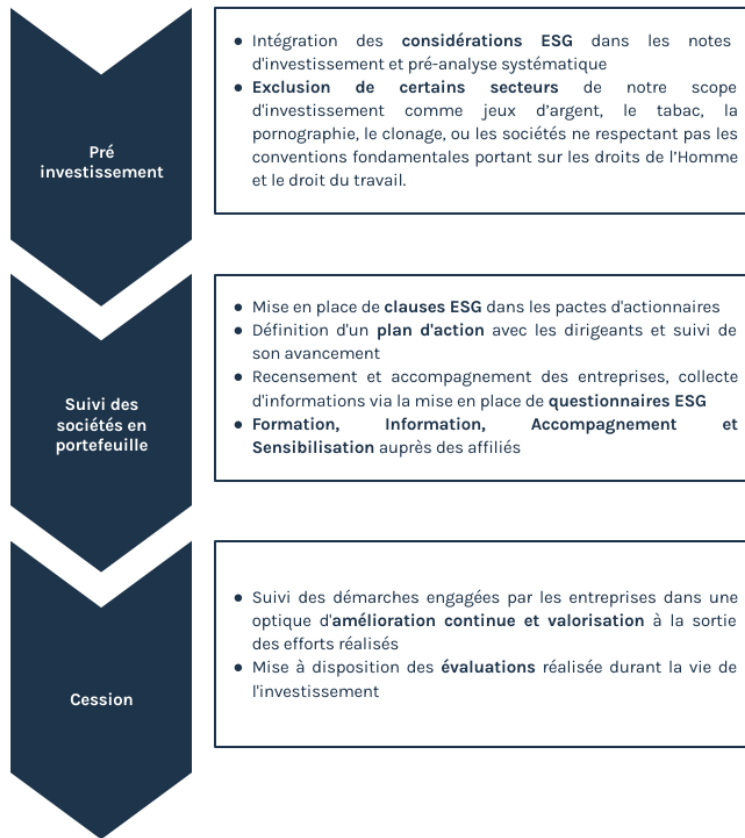 Pré
investissement
● Intégration des considérations ESG dans les notes
d'investissement et pré-analyse systématique
● Exclusion de certains secteurs de notre scope
d'investissement comme jeux d’argent, le tabac, la
pornographie, le clonage, ou les sociétés ne respectant pas les
conventions fondamentales portant sur les droits de l’Homme
et le droit du travail.
Suivi des
sociétés en
portefeuille
● Mise en place de clauses ESG dans les pactes d'actionnaires
● Définition d'un plan d'action avec les dirigeants et suivi de
son avancement
● Recensement et accompagnement des entreprises, collecte
d'informations via la mise en place de questionnaires ESG
● Formation, Information, Accompagnement et
Sensibilisation auprès des affiliés
Cession
● Suivi des démarches engagées par les entreprises dans une
optique d'amélioration continue et valorisation à la sortie
des efforts réalisés
● Mise à disposition des évaluations réalisée durant la vie de
l'investissement